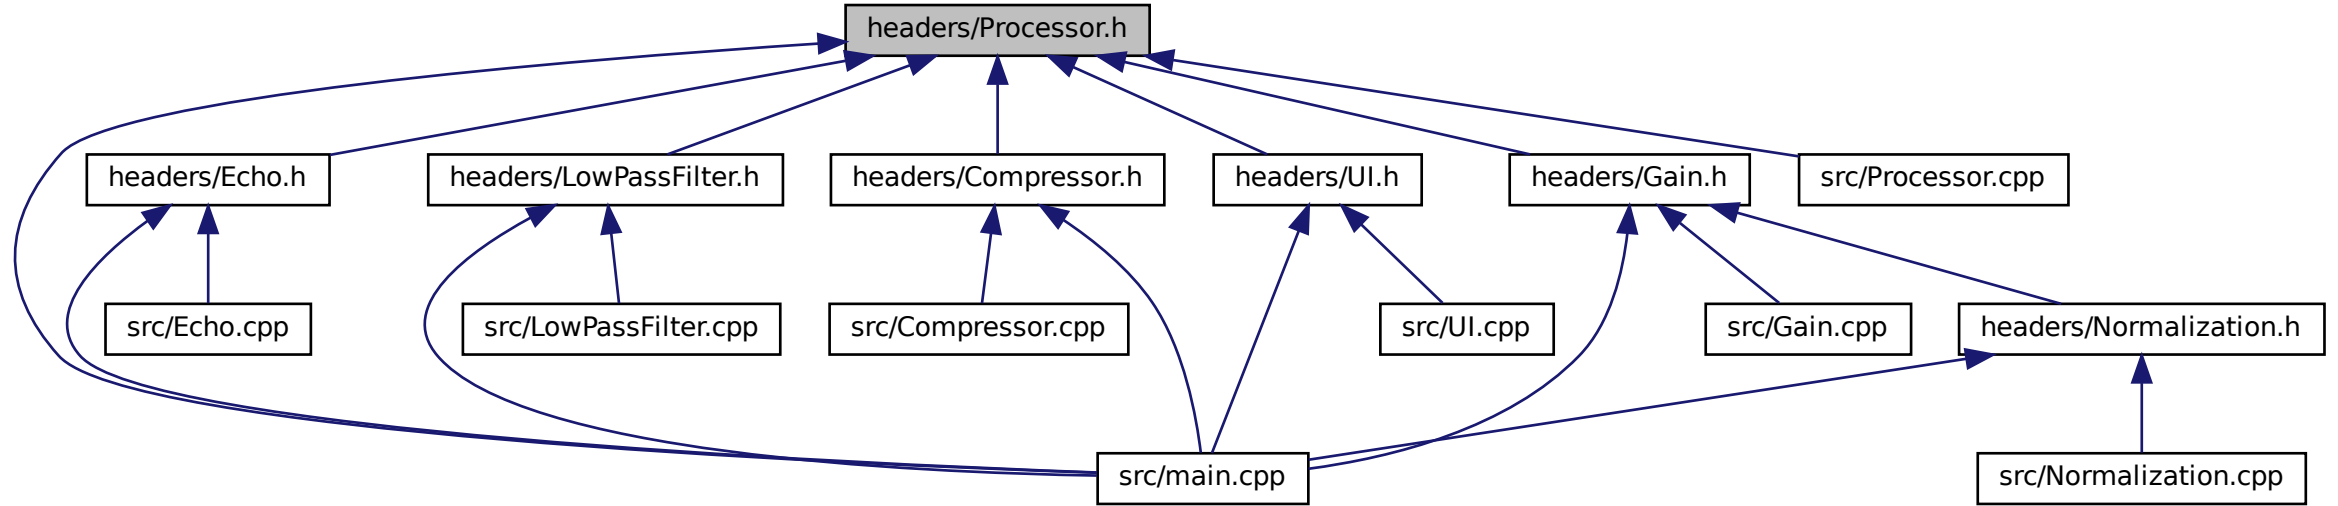 headers/Processor.h
headers/Echo.h
headers/LowPassFilter.h
headers/Compressor.h
headers/UI.h
headers/Gain.h
src/Processor.cpp
src/Echo.cpp
src/LowPassFilter.cpp
src/Compressor.cpp
src/UI.cpp
src/Gain.cpp
headers/Normalization.h
src/main.cpp
src/Normalization.cpp